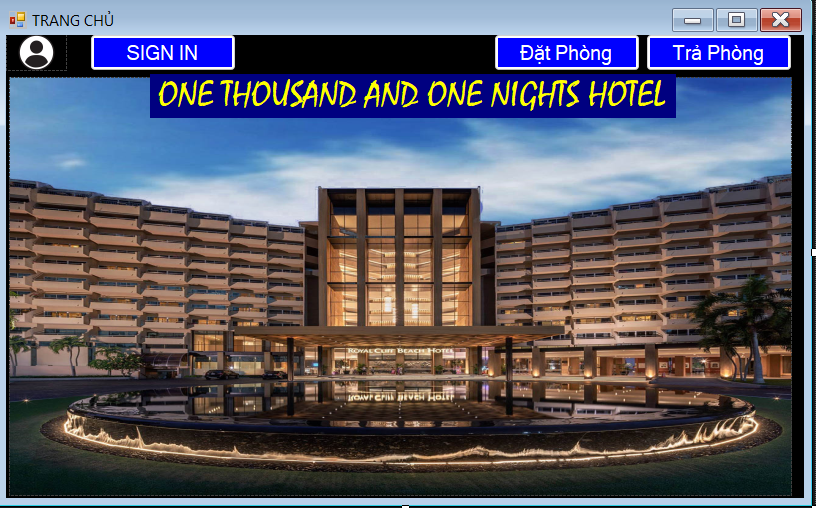 TRANG CHỦ
SIGN IN
Đặt Phòng
Trả Phòng
ONE THOUSAND AND ONE NIGHTS HOTEL
ROYAL CLIFF BEACH HOTEL